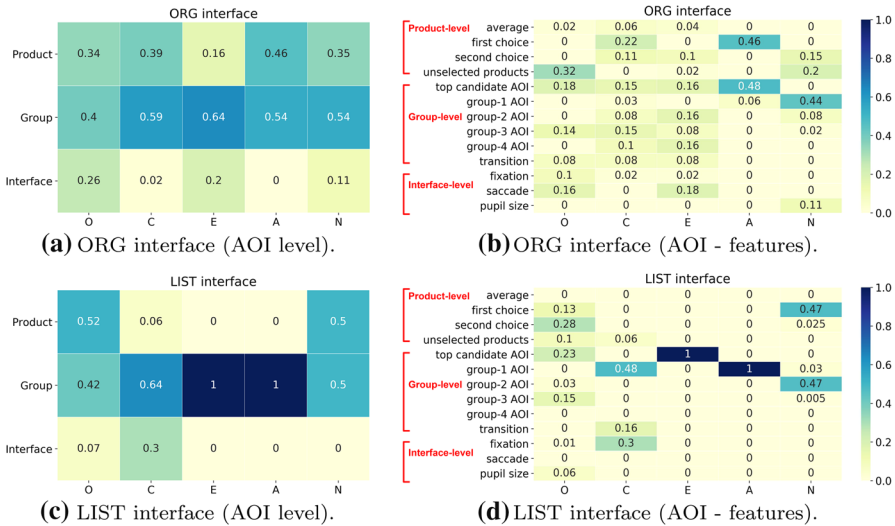 ORG interface
Product 0.34 0.39 0.16 0.46 0.35
Group 0.4 0.59 0.64 0.54 0.54
Interface 0.26 0.02 0.2 0 0.11
O C E A N
(a) ORG interface (AOI level).
ORG interface
Product-level
average 0.02 0.06 0.04 0 0
first choice 0 0.22 0 0.46 0
second choice 0 0.11 0.1 0 0.15
unselected products 0.32 0 0.02 0 0.2
Group-level
top candidate AOI 0.18 0.15 0.16 0.48 0
group-1 AOI 0 0.03 0 0.06 0.44
group-2 AOI 0 0.08 0.16 0 0.08
group-3 AOI 0.14 0.15 0.08 0 0.02
group-4 AOI 0 0.1 0.16 0 0
transition 0.08 0.08 0.08 0 0
Interface-level
fixation 0.1 0.02 0.02 0 0
saccade 0.16 0 0.18 0 0
pupil size 0 0 0 0 0.11
O C E A N
1.0
0.8
0.6
0.4
0.2
0.0
(b) ORG interface (AOI - features).
LIST interface
Product 0.52 0.06 0 0 0.5
Group 0.42 0.64 1 1 0.5
Interface 0.07 0.3 0 0 0
O C E A N
(c) LIST interface (AOI level).
LIST interface
Product-level
average 0 0 0 0 0
first choice 0.13 0 0 0 0.47
second choice 0.28 0 0 0 0.025
unselected products 0.1 0.06 0 0 0
Group-level
top candidate AOI 0.23 0 1 0 0
group-1 AOI 0 0.48 0 1 0.03
group-2 AOI 0.03 0 0 0 0.47
group-3 AOI 0.15 0 0 0 0.005
group-4 AOI 0 0 0 0 0
transition 0 0.16 0 0 0
Interface-level
fixation 0.01 0.3 0 0 0
saccade 0 0 0 0 0
pupil size 0.06 0 0 0 0
O C E A N
1.0
0.8
0.6
0.4
0.2
0.0
(d) LIST interface (AOI - features).